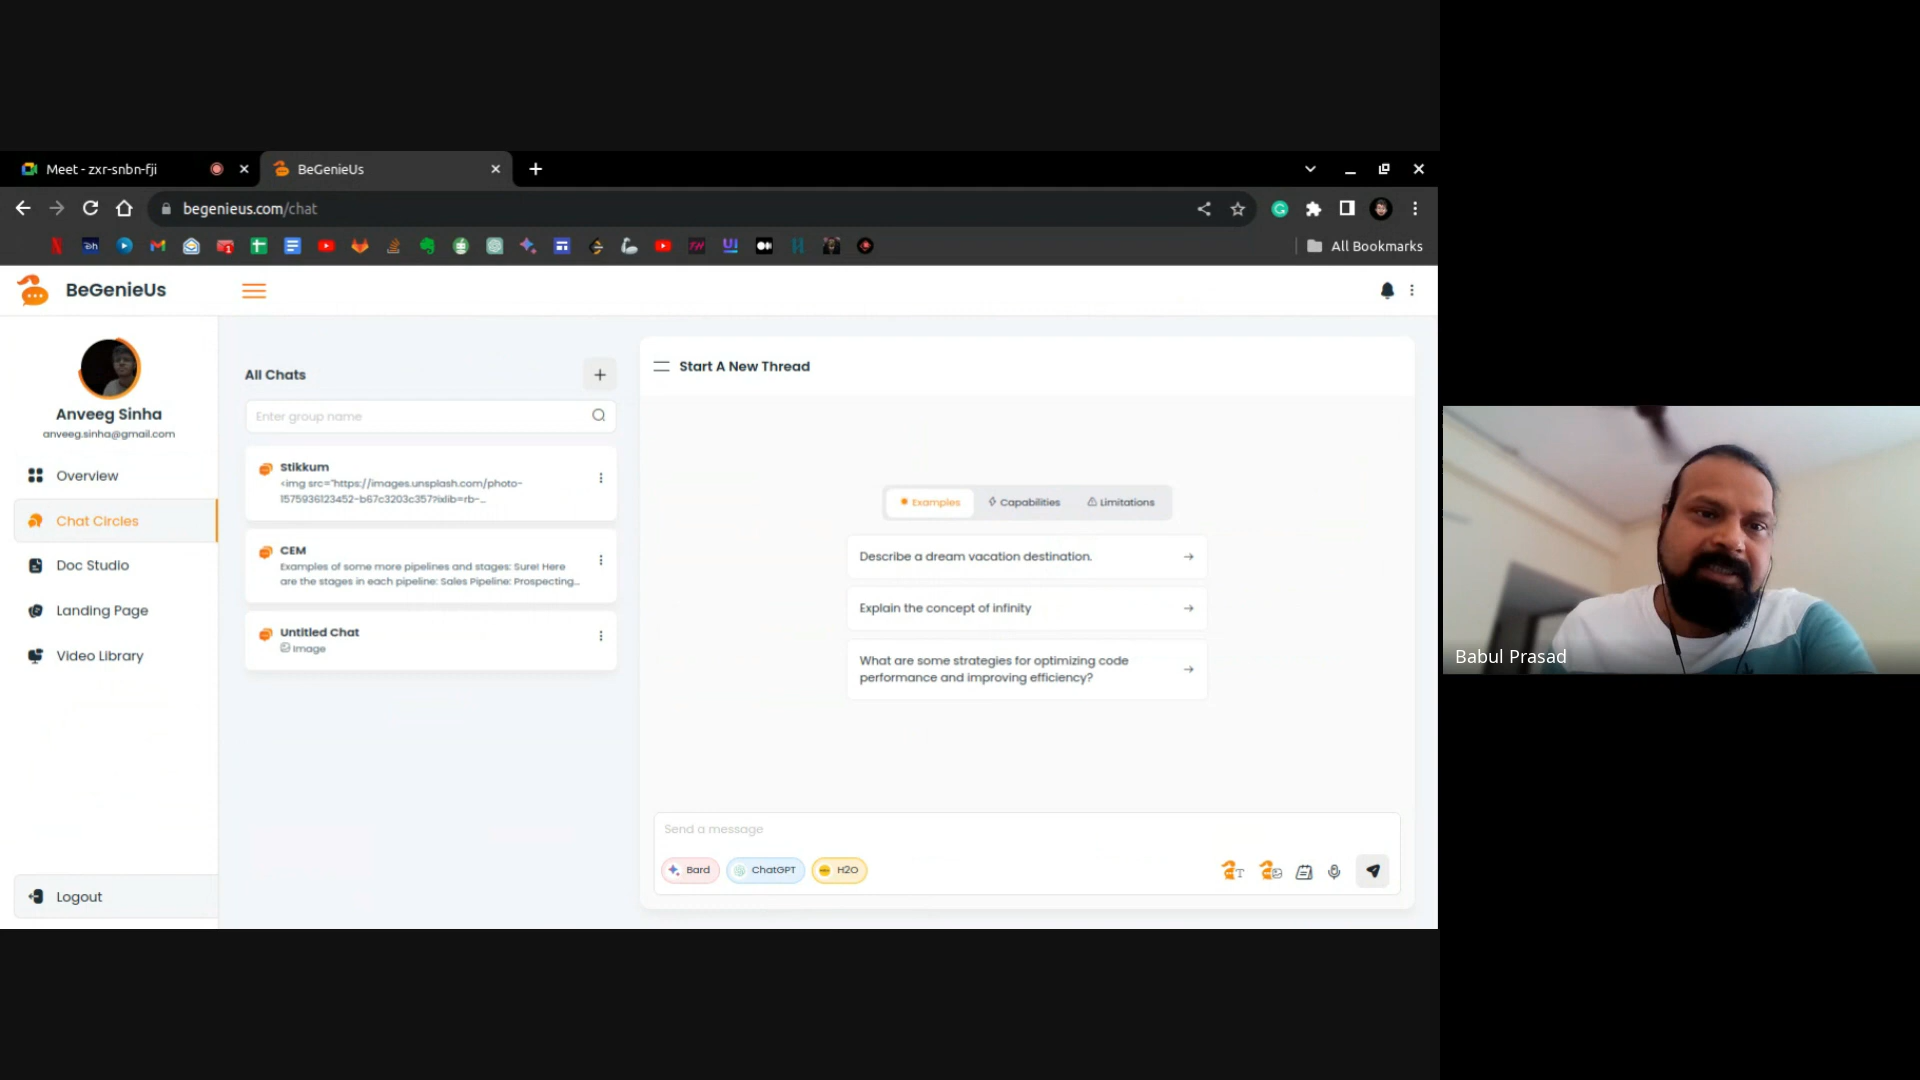 Meet - zxr-snbn-fji
BeGenieUs
begenieus.com/chat
All Bookmarks
BeGenieUs
Anveeg Sinha
anveeg.sinha@gmail.com
Overview
Chat Circles
Doc Studio
Landing Page
Video Library
Logout
All Chats
Enter group name
Stikkum
<img src="https://images.unsplash.com/photo-
1575936123452-b67c3203c357?ixlib=rb-...
CEM
Examples of some more pipelines and stages: Sure! Here
are the stages in each pipeline: Sales Pipeline: Prospecting...
Untitled Chat
Image
Start A New Thread
Examples Capabilities Limitations
Describe a dream vacation destination.
Explain the concept of infinity
What are some strategies for optimizing code
performance and improving efficiency?
Send a message
Bard ChatGPT H2O
Babul Prasad